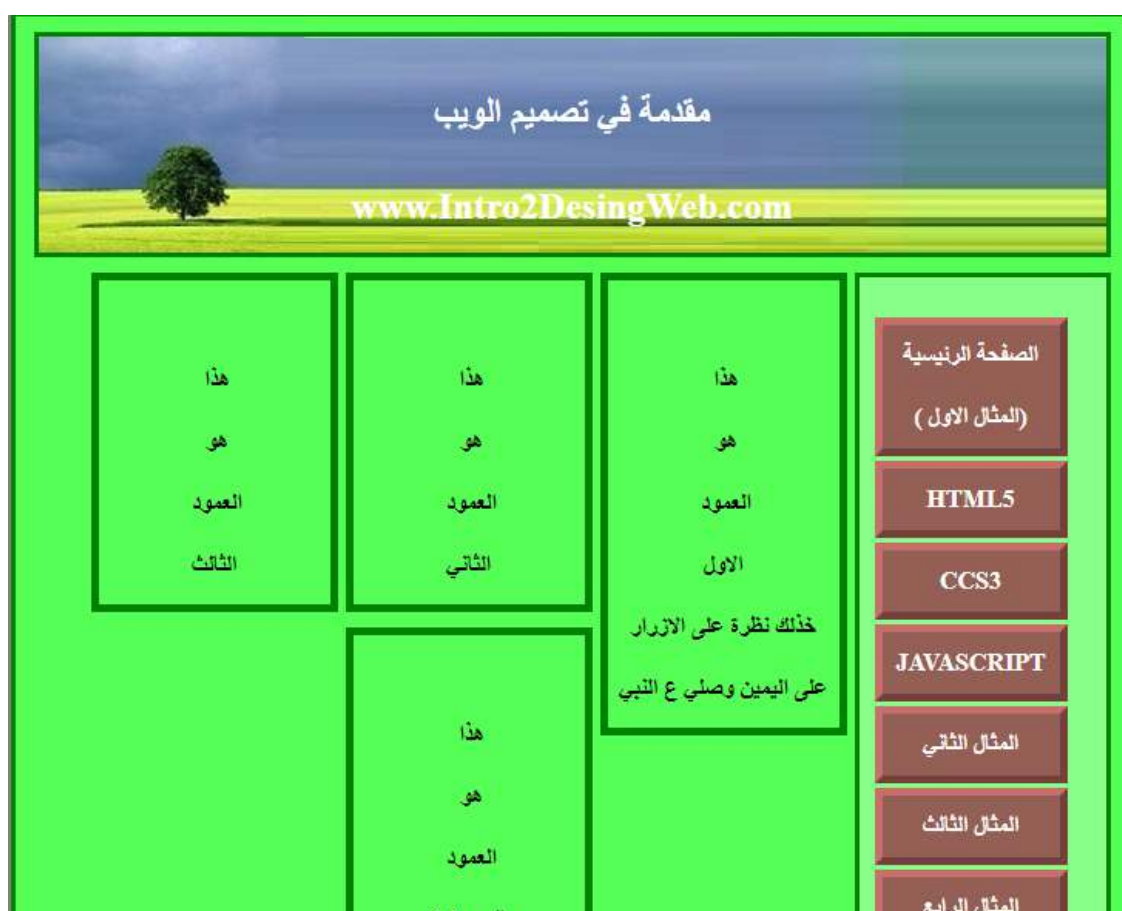 مقدمة في تصميم الويب
www.Intro2DesingWeb.com
الصفحة الرئيسية
(المثال الاول )
HTML5
CCS3
JAVASCRIPT
المثال الثاني
المثال الثالث
المثال الرابع
هذا
هو
العمود
الاول
خذلك نظرة على الازرار
على اليمين وصلي ع النبي
هذا
هو
العمود
الثاني
هذا
هو
العمود
الثالث
هذا
هو
العمود